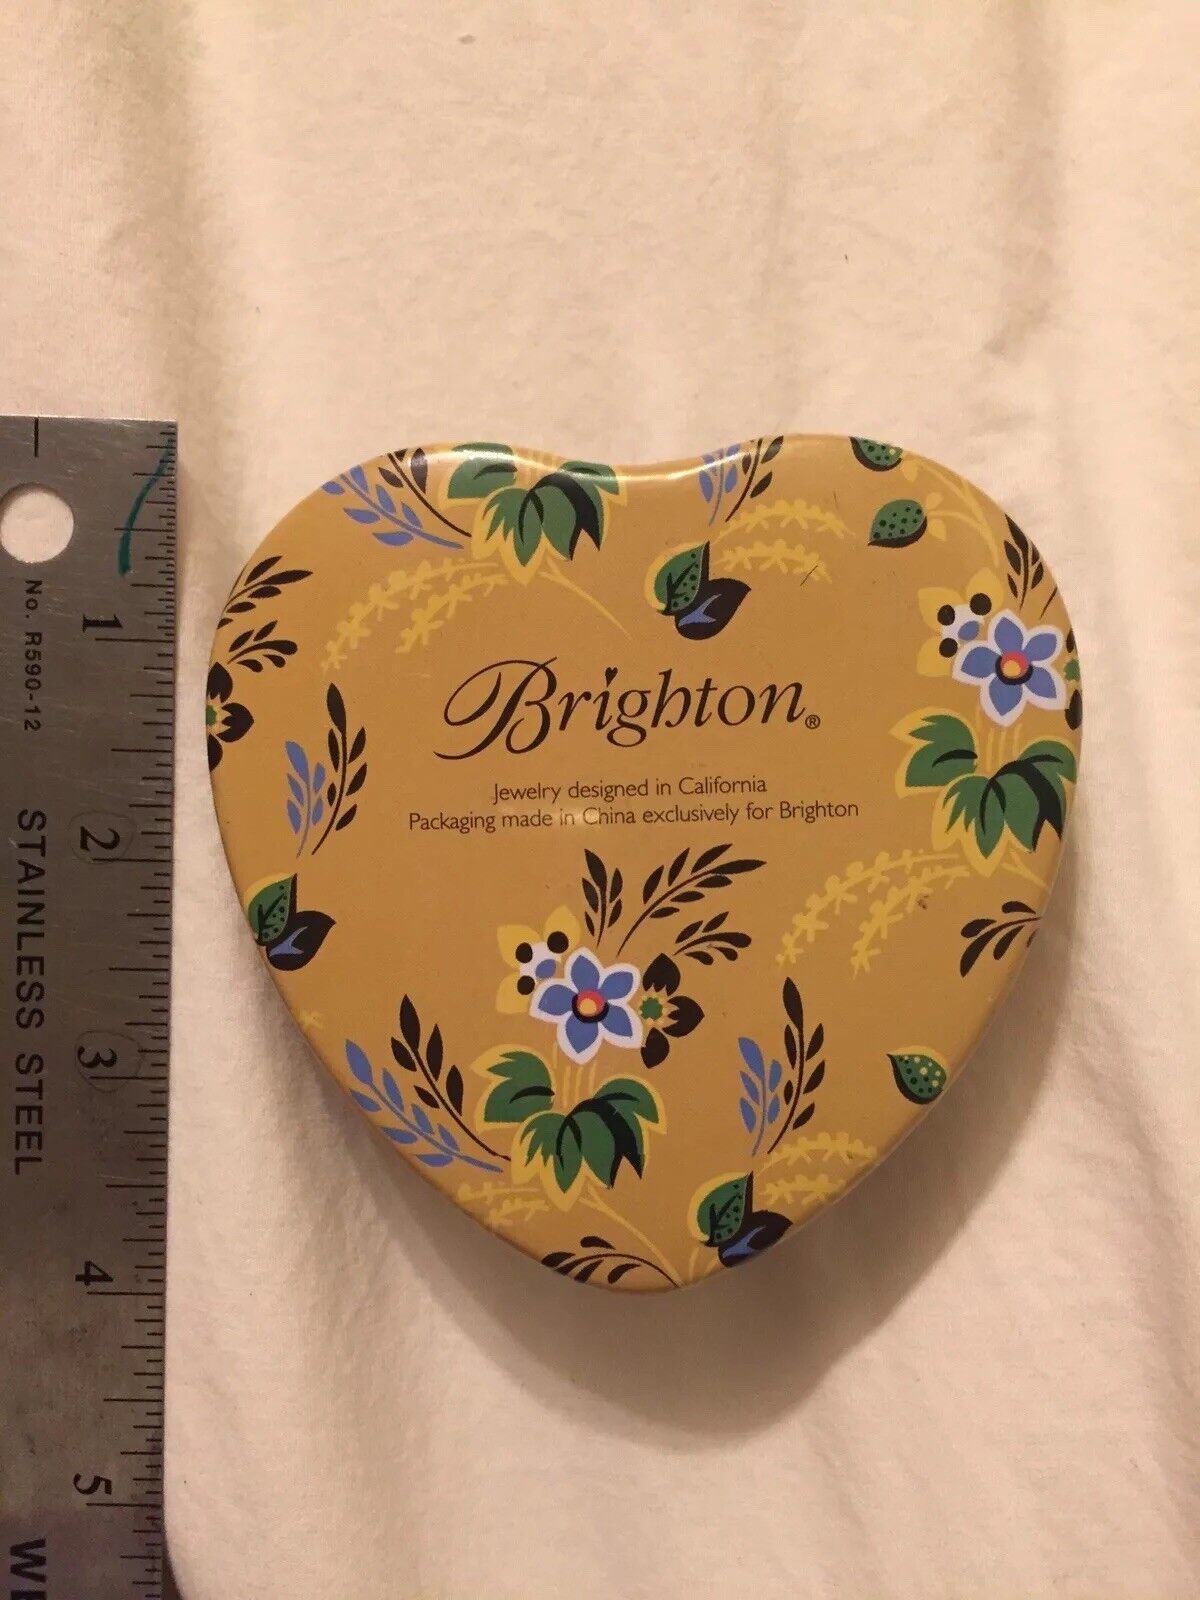 Brighton®
Jewelry designed in California
Packaging made in China exclusively for Brighton
No. R590-12
STAINLESS STEEL
WE
1
2
3
4
5